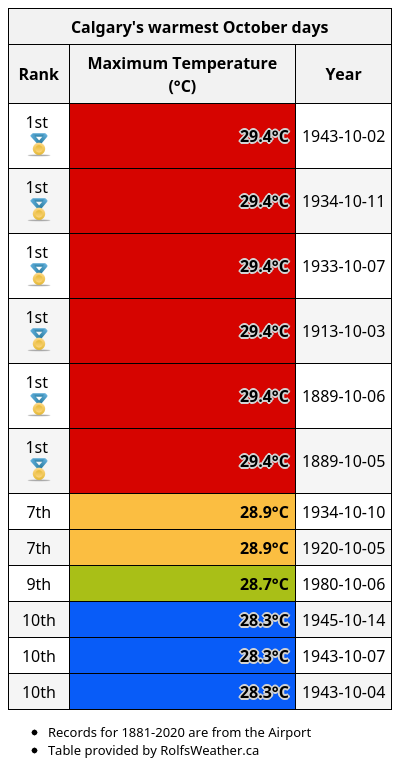 Calgary's warmest October days
Rank Maximum Temperature (°C) Year
1st 29.4°C 1943-10-02
1st 29.4°C 1934-10-11
1st 29.4°C 1933-10-07
1st 29.4°C 1913-10-03
1st 29.4°C 1889-10-06
1st 29.4°C 1889-10-05
7th 28.9°C 1934-10-10
7th 28.9°C 1920-10-05
9th 28.7°C 1980-10-06
10th 28.3°C 1945-10-14
10th 28.3°C 1943-10-07
10th 28.3°C 1943-10-04
• Records for 1881-2020 are from the Airport
• Table provided by RolfsWeather.ca